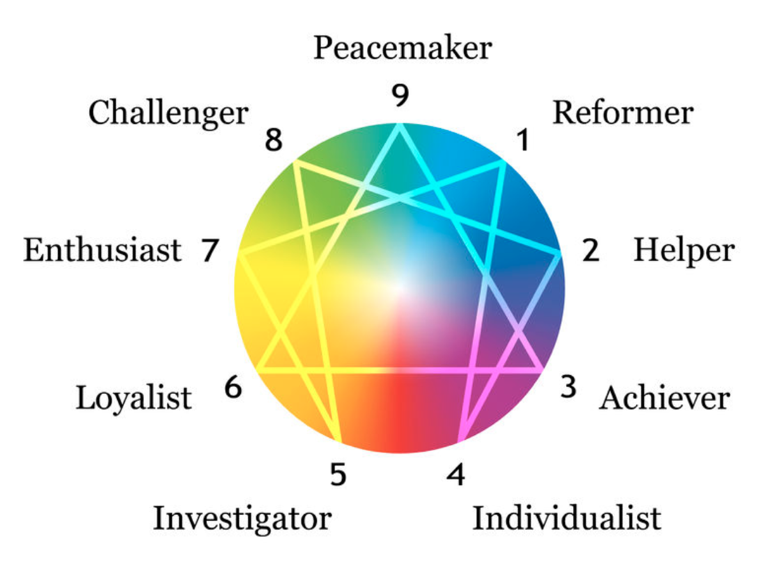 Peacemaker
9
Challenger
8
Reformer
1
Enthusiast 7
2 Helper
Loyalist 6
3 Achiever
5
4
Investigator
Individualist